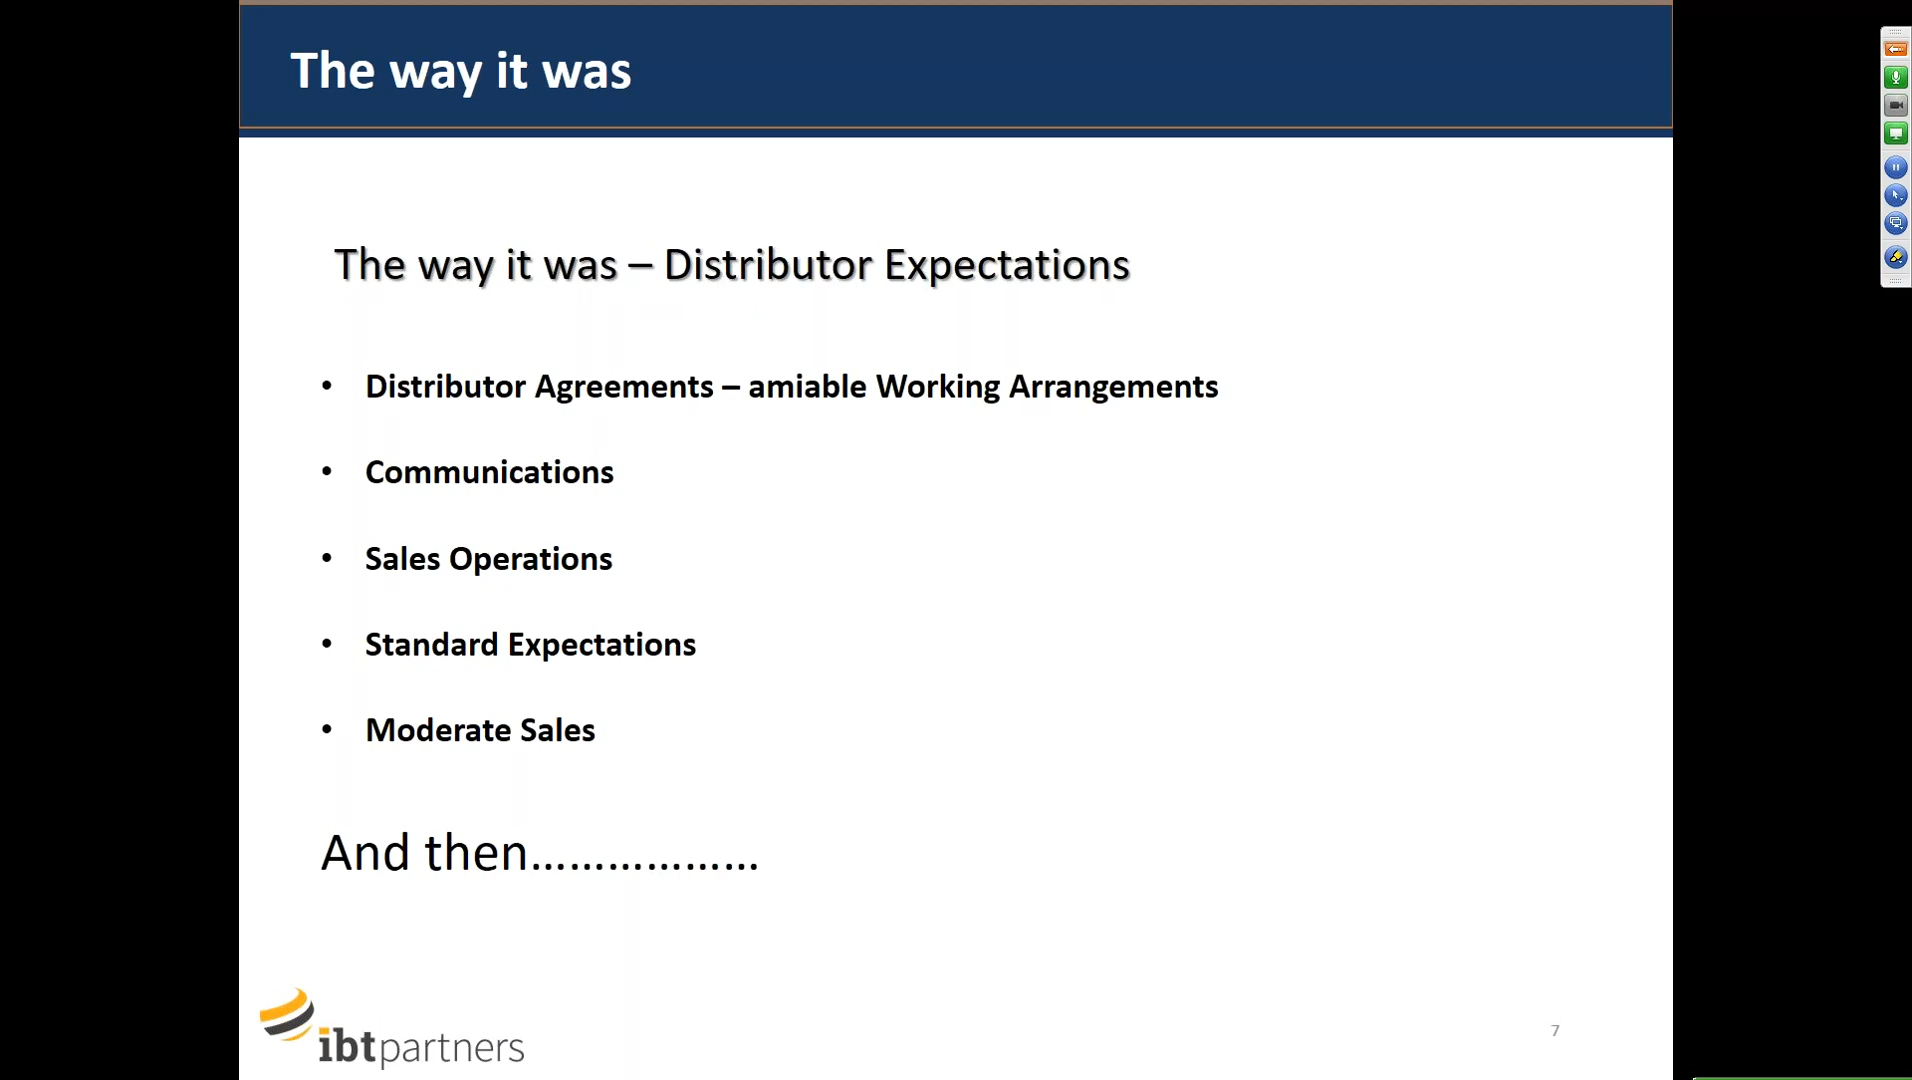 The way it was
The way it was – Distributor Expectations
• Distributor Agreements – amiable Working Arrangements
• Communications
• Sales Operations
• Standard Expectations
• Moderate Sales
And then………………
ibtpartners
7